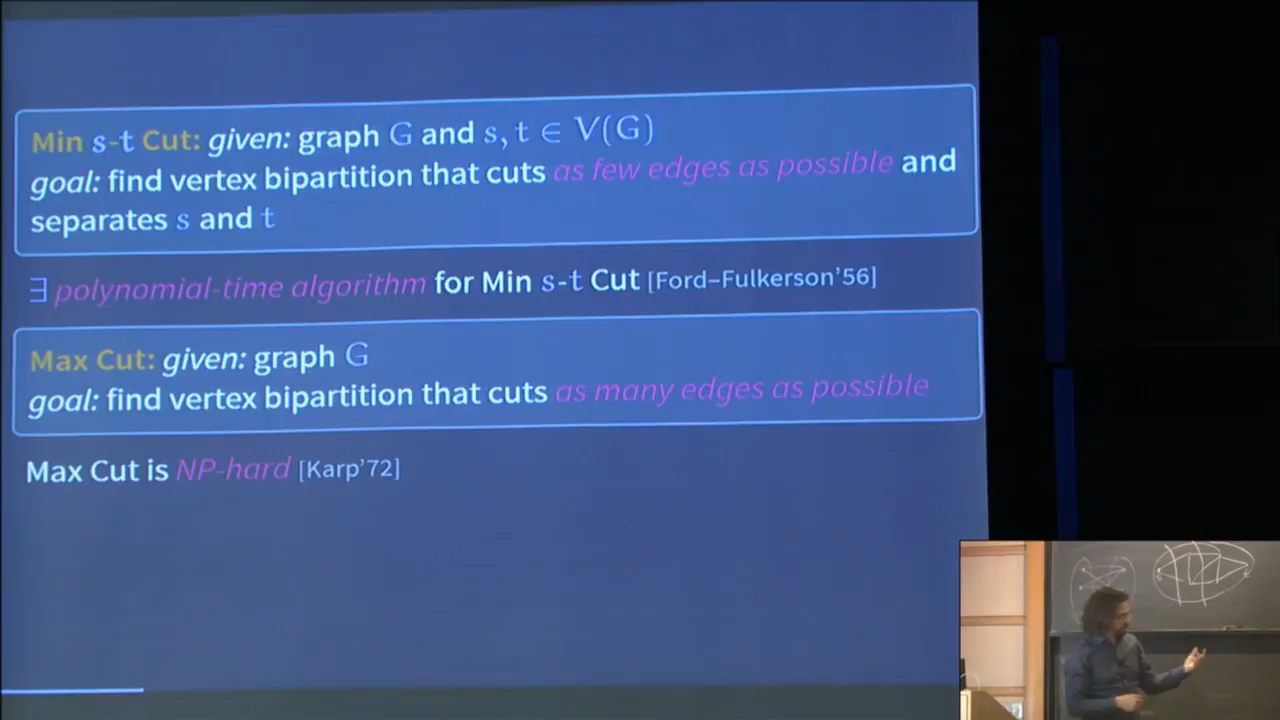 Min s-t Cut: given: graph G and s, t ∈ V(G)
goal: find vertex bipartition that cuts as few edges as possible and
separates s and t
∃ polynomial-time algorithm for Min s-t Cut [Ford–Fulkerson'56]
Max Cut: given: graph G
goal: find vertex bipartition that cuts as many edges as possible
Max Cut is NP-hard [Karp'72]